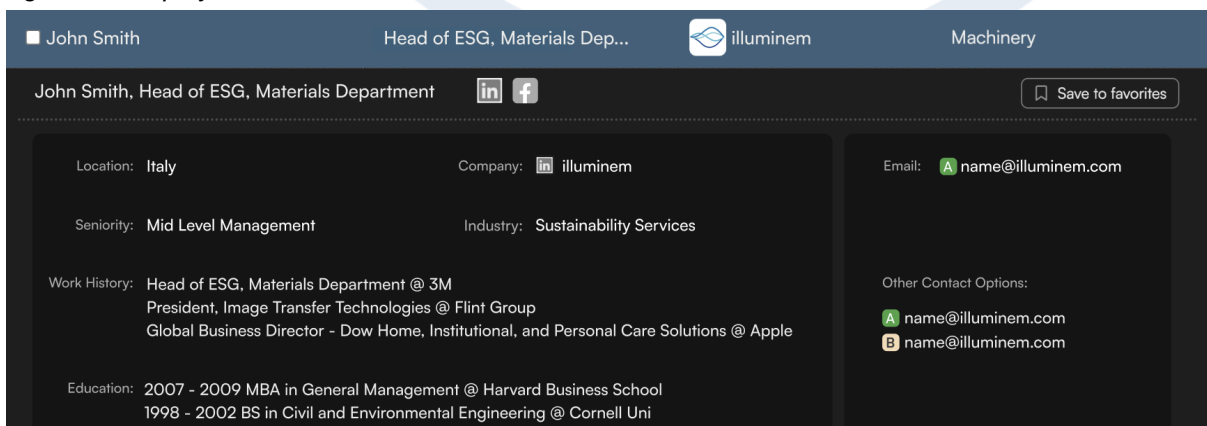 John Smith Head of ESG, Materials Dep... illuminem Machinery
John Smith, Head of ESG, Materials Department in f Save to favorites
Location: Italy Company: in illuminem Email: A name@illuminem.com
Seniority: Mid Level Management Industry: Sustainability Services
Work History: Head of ESG, Materials Department @ 3M Other Contact Options:
President, Image Transfer Technologies @ Flint Group A name@illuminem.com
Global Business Director - Dow Home, Institutional, and Personal Care Solutions @ Apple B name@illuminem.com
Education: 2007 - 2009 MBA in General Management @ Harvard Business School
1998 - 2002 BS in Civil and Environmental Engineering @ Cornell Uni